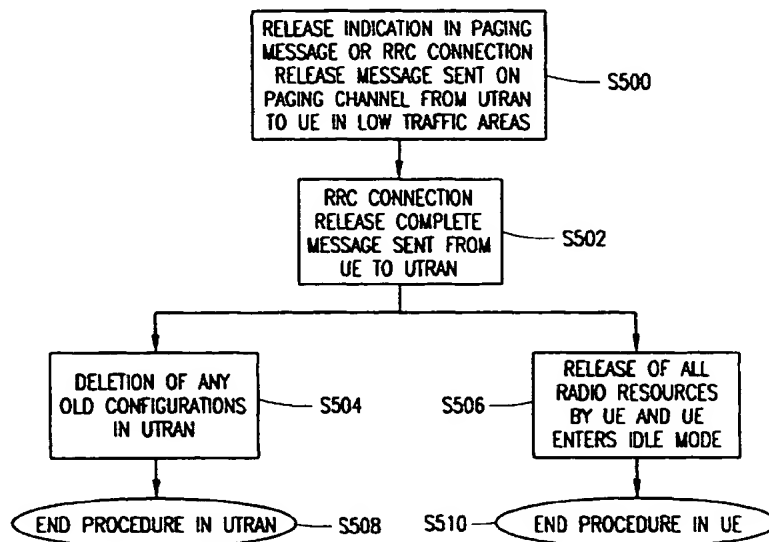 RELEASE INDICATION IN PAGING
MESSAGE OR RRC CONNECTION
RELEASE MESSAGE SENT ON
PAGING CHANNEL FROM UTRAN
TO UE IN LOW TRAFFIC AREAS
S500
RRC CONNECTION
RELEASE COMPLETE
MESSAGE SENT FROM
UE TO UTRAN
S502
DELETION OF ANY
OLD CONFIGURATIONS
IN UTRAN
S504
S506
RELEASE OF ALL
RADIO RESOURCES
BY UE AND UE
ENTERS IDLE MODE
END PROCEDURE IN UTRAN
S508
S510
END PROCEDURE IN UE